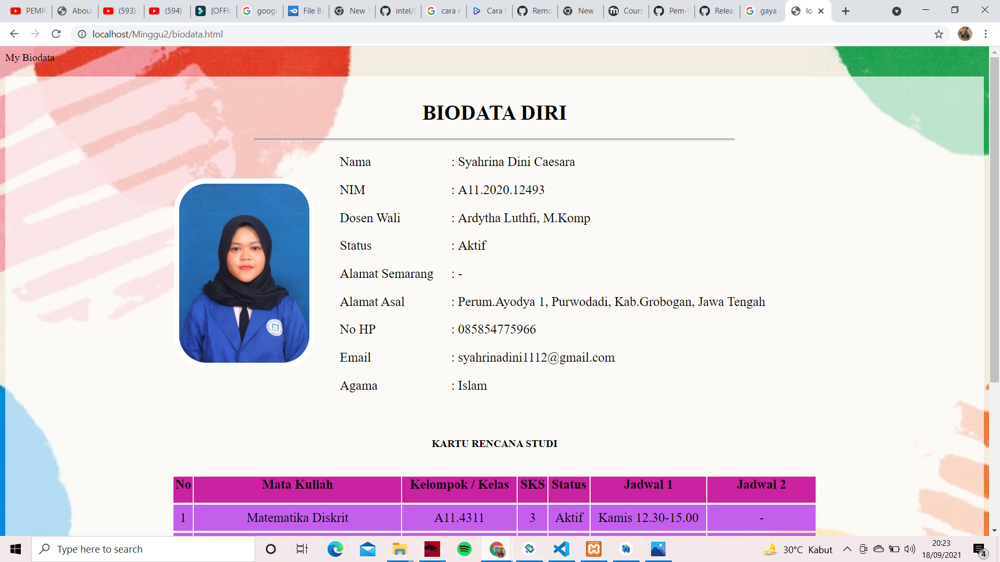 PEMR
About
(593)
(594)
[OFFIC
googl
File Ba
New T
intel/
cara m
Cara
Remo
New T
Cours
Pem-
Relea
gaya
lo
localhost/Minggu2/biodata.html
My Biodata
BIODATA DIRI
Nama : Syahrina Dini Caesara
NIM : A11.2020.12493
Dosen Wali : Ardytha Luthfi, M.Komp
Status : Aktif
Alamat Semarang : -
Alamat Asal : Perum.Ayodya 1, Purwodadi, Kab.Grobogan, Jawa Tengah
No HP : 085854775966
Email : syahrinadini1112@gmail.com
Agama : Islam
KARTU RENCANA STUDI
No Mata Kuliah Kelompok / Kelas SKS Status Jadwal 1 Jadwal 2
1 Matematika Diskrit A11.4311 3 Aktif Kamis 12.30-15.00 -
Type here to search
30°C Kabut
20:23
18/09/2021
4